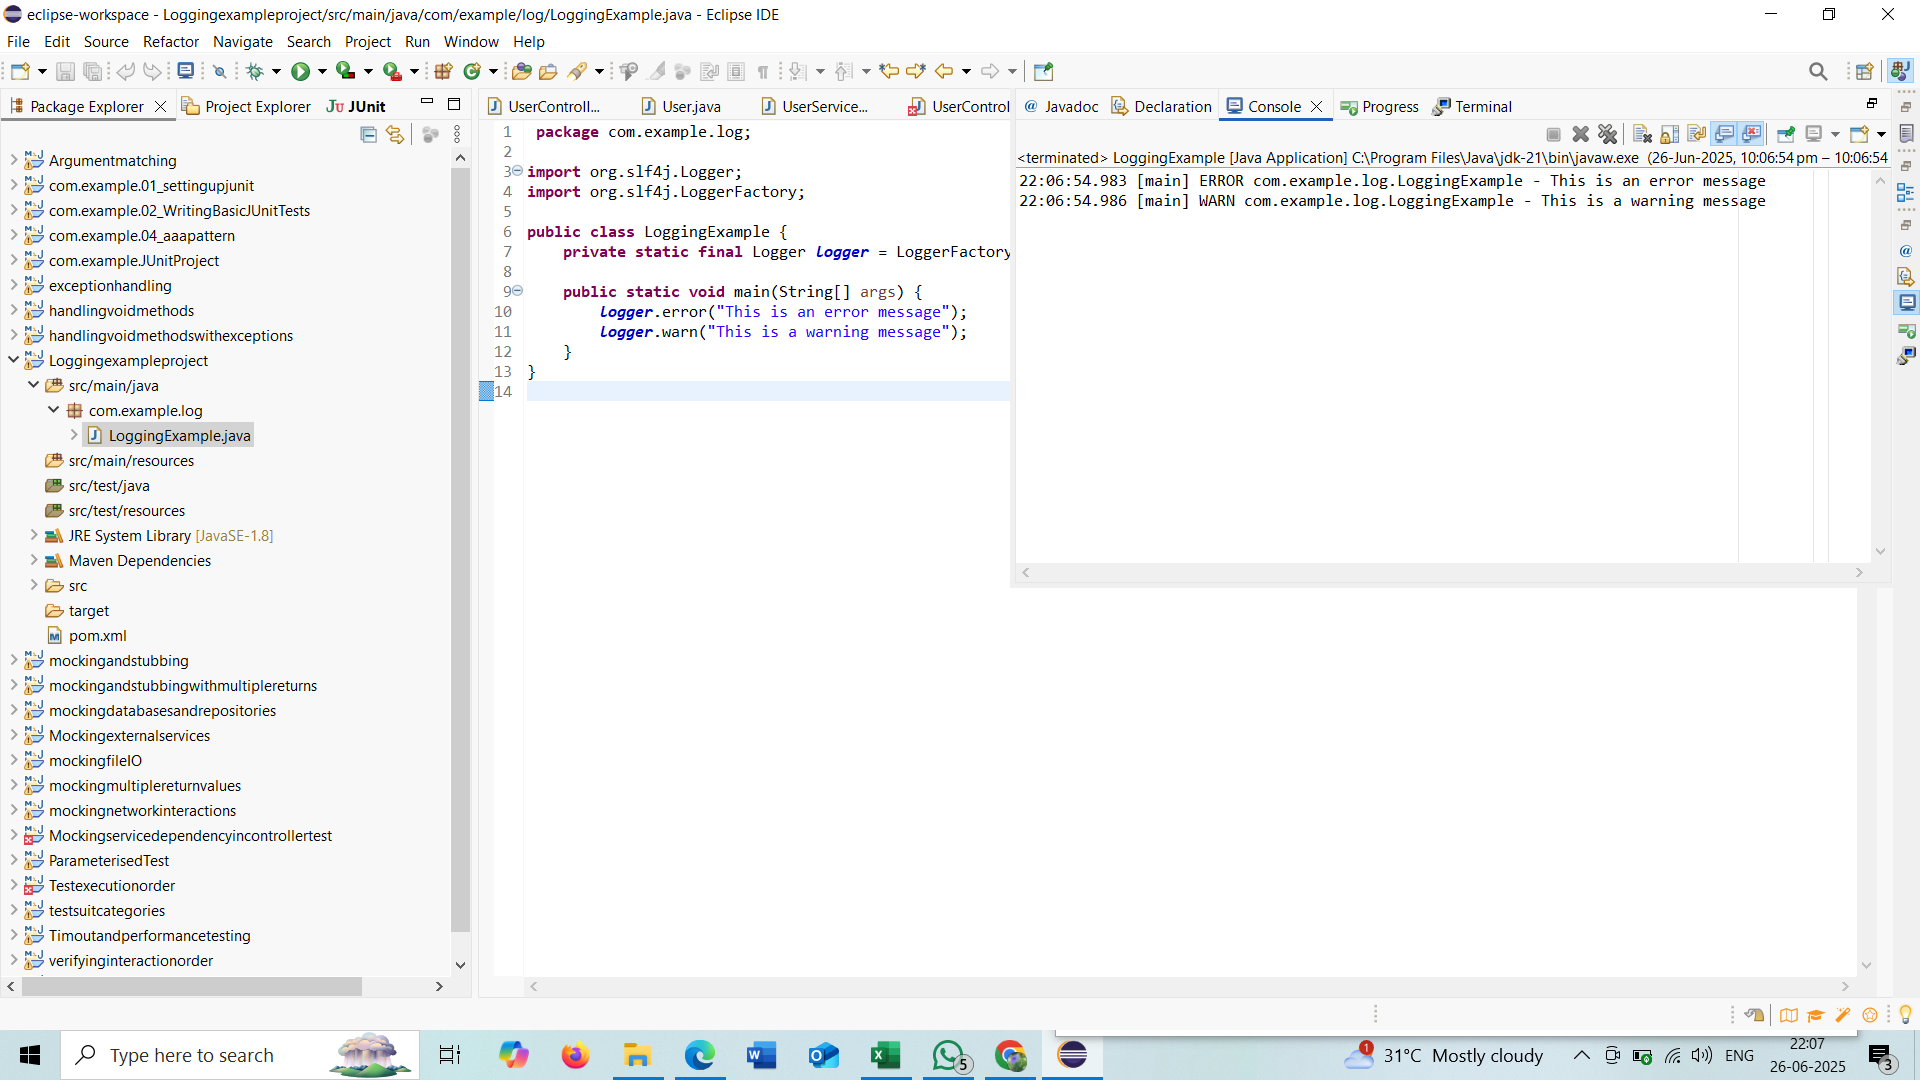 eclipse-workspace - Loggingexampleproject/src/main/java/com/example/log/LoggingExample.java - Eclipse IDE
File Edit Source Refactor Navigate Search Project Run Window Help
Package Explorer
Project Explorer
JUnit
Argumentmatching
com.example.01_settingupjunit
com.example.02_WritingBasicJUnitTests
com.example.04_aaapattern
com.exampleJUnitProject
exceptionhandling
handlingvoidmethods
handlingvoidmethodswithexceptions
Loggingexampleproject
src/main/java
com.example.log
LoggingExample.java
src/main/resources
src/test/java
src/test/resources
JRE System Library [JavaSE-1.8]
Maven Dependencies
src
target
pom.xml
mockingandstubbing
mockingandstubbingwithmultiplereturns
mockingdatabasesandrepositories
Mockingexternalservices
mockingfileIO
mockingmultiplereturnvalues
mockingnetworkinteractions
Mockingservicedependencyincontrollertest
ParameterisedTest
Testexecutionorder
testsuitcategories
Timoutandperformancetesting
verifyinginteractionorder
UserControll...
User.java
UserService...
UserControl
1 package com.example.log;
2
3 import org.slf4j.Logger;
4 import org.slf4j.LoggerFactory;
5
6 public class LoggingExample {
7 private static final Logger logger = LoggerFactory
8
9 public static void main(String[] args) {
10 logger.error("This is an error message");
11 logger.warn("This is a warning message");
12 }
13 }
14
Javadoc
Declaration
Console
Progress
Terminal
<terminated> LoggingExample [Java Application] C:\Program Files\Java\jdk-21\bin\javaw.exe (26-Jun-2025, 10:06:54 pm – 10:06:54
22:06:54.983 [main] ERROR com.example.log.LoggingExample - This is an error message
22:06:54.986 [main] WARN com.example.log.LoggingExample - This is a warning message
Type here to search
5
1
31°C Mostly cloudy
ENG
22:07
26-06-2025
3